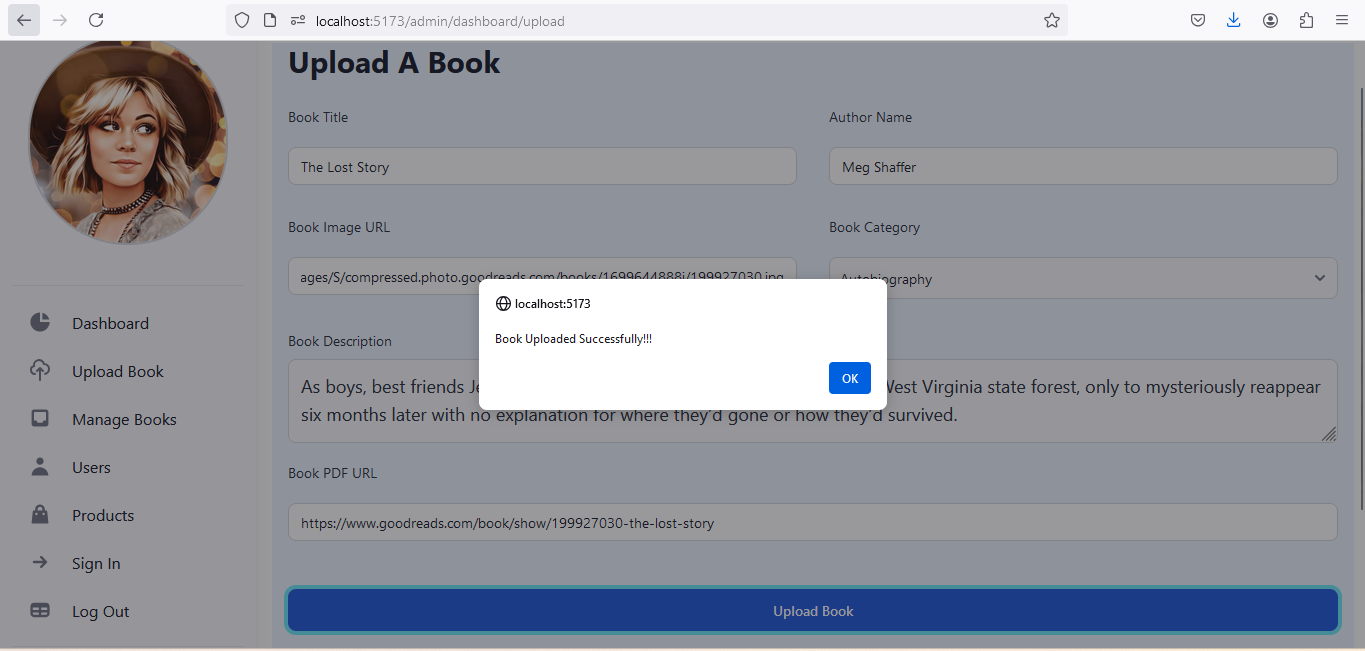 localhost:5173/admin/dashboard/upload
Upload A Book
Book Title
Author Name
The Lost Story
Meg Shaffer
Book Image URL
Book Category
ages/S/compressed.photo.goodreads.com/books/1699644888i/199927030.jpg
Autobiography
localhost:5173
Book Uploaded Successfully!!!
OK
Dashboard
Upload Book
Manage Books
Users
Products
Sign In
Log Out
Book Description
As boys, best friends Je West Virginia state forest, only to mysteriously reappear
six months later with no explanation for where they'd gone or how they'd survived.
Book PDF URL
https://www.goodreads.com/book/show/199927030-the-lost-story
Upload Book